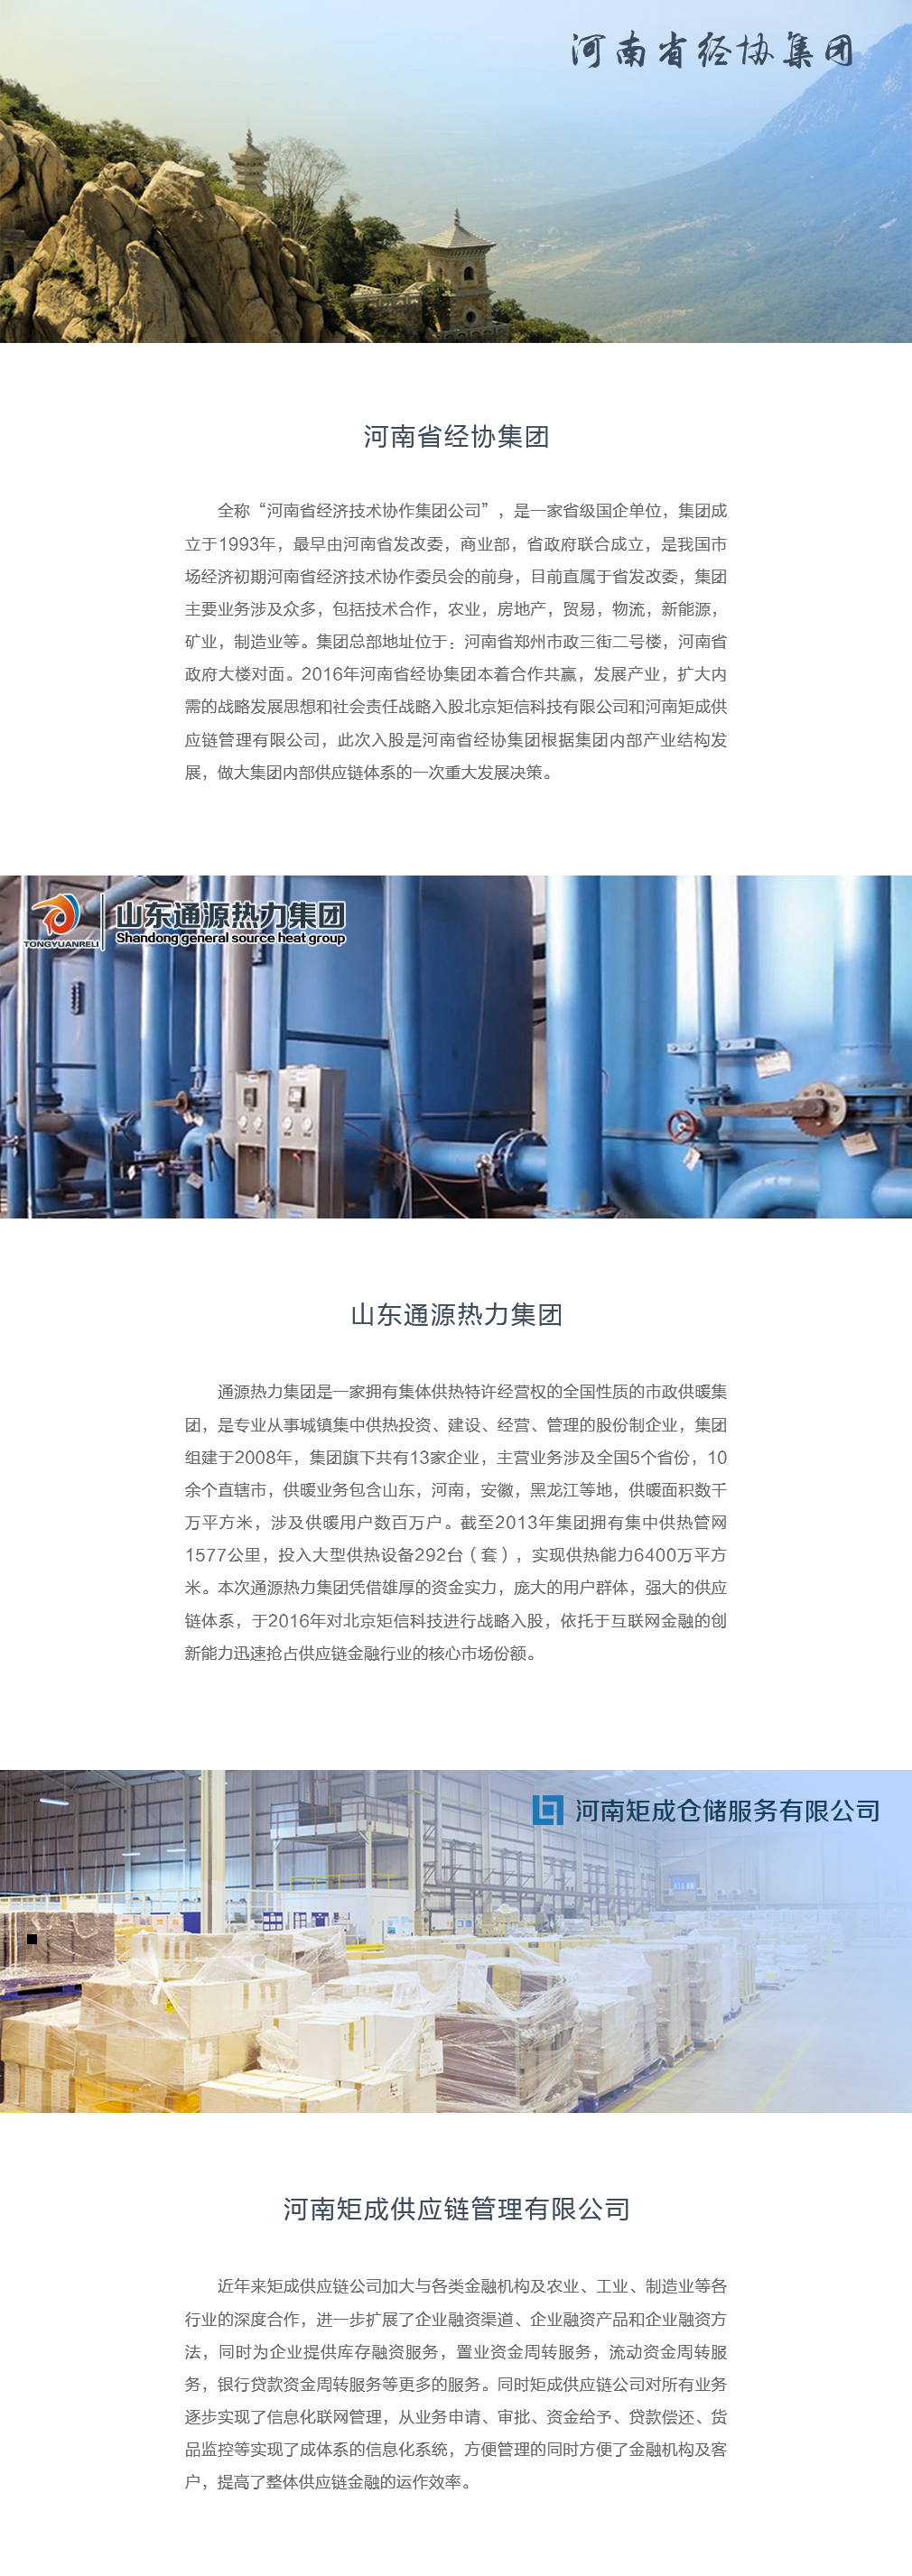 河南省经协集团
河南省经协集团
全称“河南省经济技术协作集团公司”，是一家省级国企单位，集团成
立于1993年，最早由河南省发改委，商业部，省政府联合成立，是我国市
场经济初期河南省经济技术协作委员会的前身，目前直属于省发改委，集团
主要业务涉及众多，包括技术合作，农业，房地产，贸易，物流，新能源，
矿业，制造业等。集团总部地址位于：河南省郑州市政三街二号楼，河南省
政府大楼对面。2016年河南省经协集团本着合作共赢，发展产业，扩大内
需的战略发展思想和社会责任战略入股北京矩信科技有限公司和河南矩成供
应链管理有限公司，此次入股是河南省经协集团根据集团内部产业结构发
展，做大集团内部供应链体系的一次重大发展决策。
山东通源热力集团
TONGYUANRELI
Shandong general source heat group
山东通源热力集团
通源热力集团是一家拥有集体供热特许经营权的全国性质的市政供暖集
团，是专业从事城镇集中供热投资、建设、经营、管理的股份制企业，集团
组建于2008年，集团旗下共有13家企业，主营业务涉及全国5个省份，10
余个直辖市，供暖业务包含山东，河南，安徽，黑龙江等地，供暖面积数千
万平方米，涉及供暖用户数百万户。截至2013年集团拥有集中供热管网
1577公里，投入大型供热设备292台（套），实现供热能力6400万平方
米。本次通源热力集团凭借雄厚的资金实力，庞大的用户群体，强大的供应
链体系，于2016年对北京矩信科技进行战略入股，依托于互联网金融的创
新能力迅速抢占供应链金融行业的核心市场份额。
河南矩成仓储服务有限公司
河南矩成供应链管理有限公司
近年来矩成供应链公司加大与各类金融机构及农业、工业、制造业等各
行业的深度合作，进一步扩展了企业融资渠道、企业融资产品和企业融资方
法，同时为企业提供库存融资服务，置业资金周转服务，流动资金周转服
务，银行贷款资金周转服务等更多的服务。同时矩成供应链公司对所有业务
逐步实现了信息化联网管理，从业务申请、审批、资金给予、贷款偿还、货
品监控等实现了成体系的信息化系统，方便管理的同时方便了金融机构及客
户，提高了整体供应链金融的运作效率。